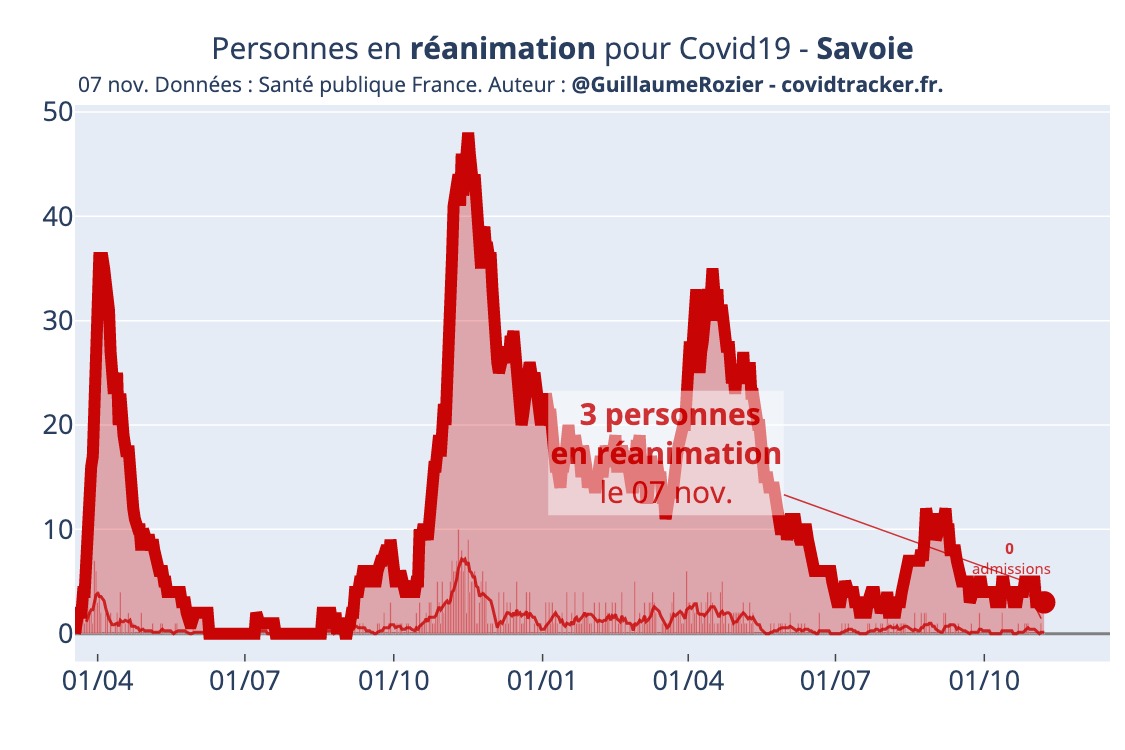 Personnes en réanimation pour Covid19 - Savoie
07 nov. Données : Santé publique France. Auteur : @GuillaumeRozier - covidtracker.fr.
50
40
30
20
10
0
3 personnes
en réanimation
le 07 nov.
0
admissions
01/04
01/07
01/10
01/01
01/04
01/07
01/10